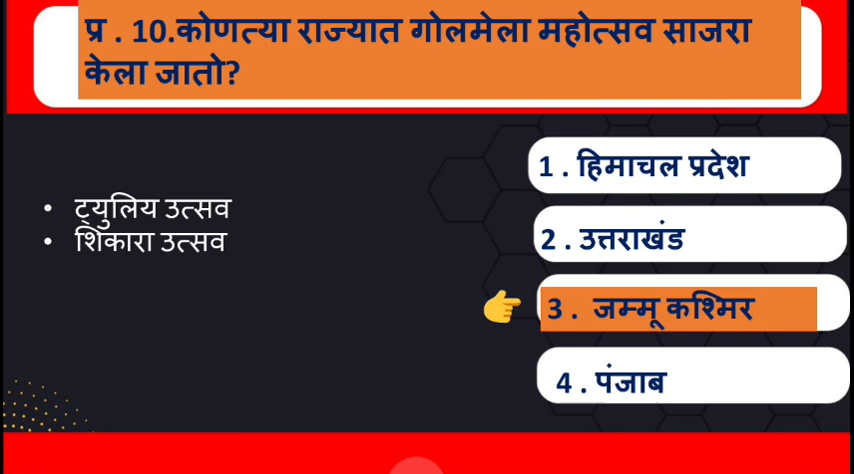 प्र . 10.कोणत्या राज्यात गोलमेला महोत्सव साजरा
केला जातो?
• ट्युलिय उत्सव
• शिकारा उत्सव
1 . हिमाचल प्रदेश
2 . उत्तराखंड
3 . जम्मू कश्मिर
4 . पंजाब